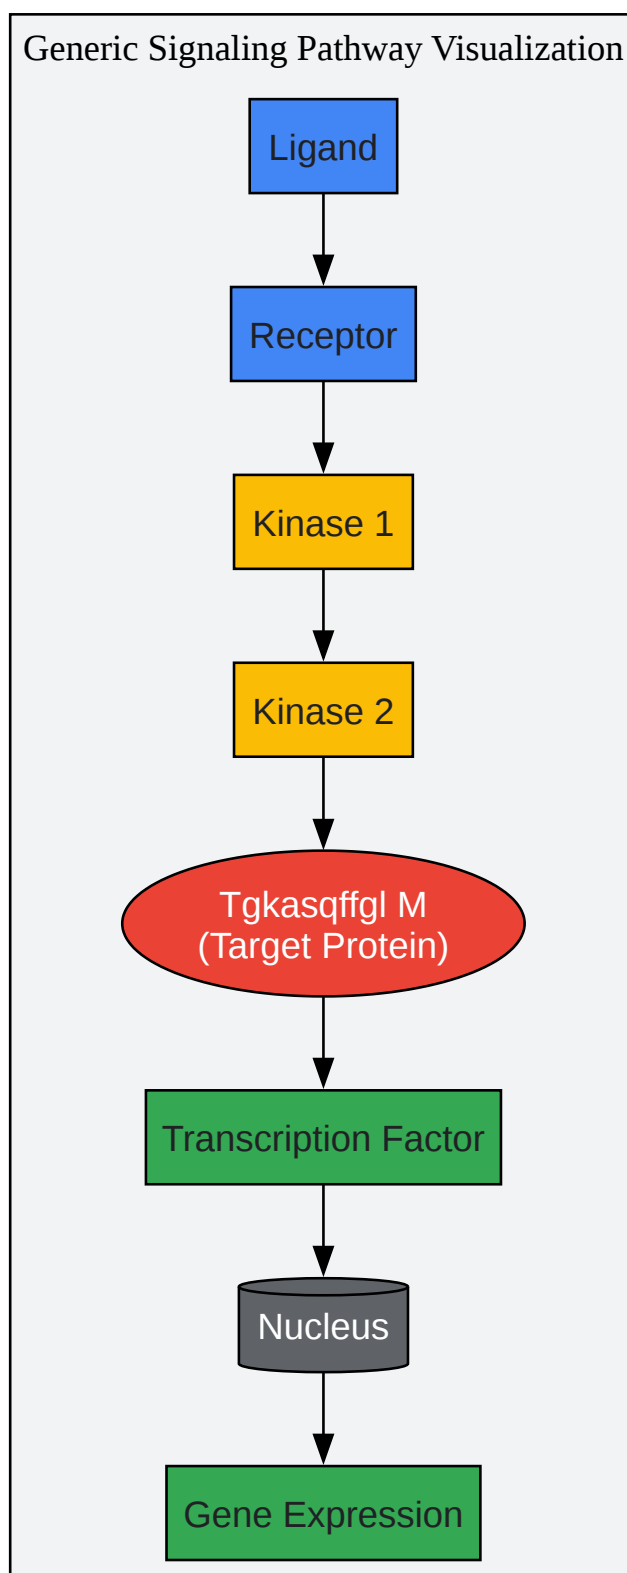 Generic Signaling Pathway Visualization
Ligand
Receptor
Kinase 1
Kinase 2
Tgkasqffgl M
(Target Protein)
Transcription Factor
Nucleus
Gene Expression